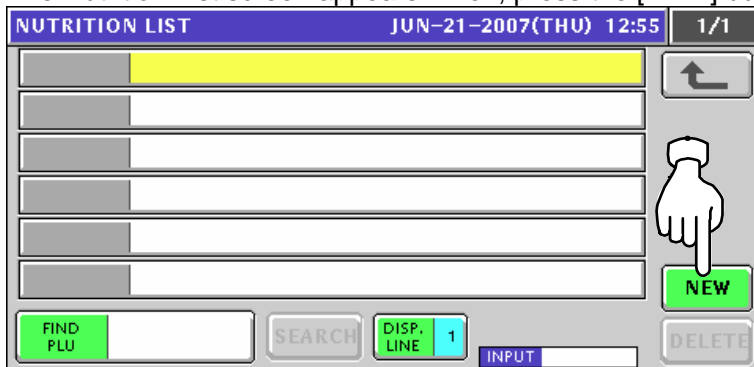 NUTRITION LIST JUN-21-2007(THU) 12:55 1/1
NEW
FIND PLU SEARCH DISP. LINE 1 INPUT DELETE